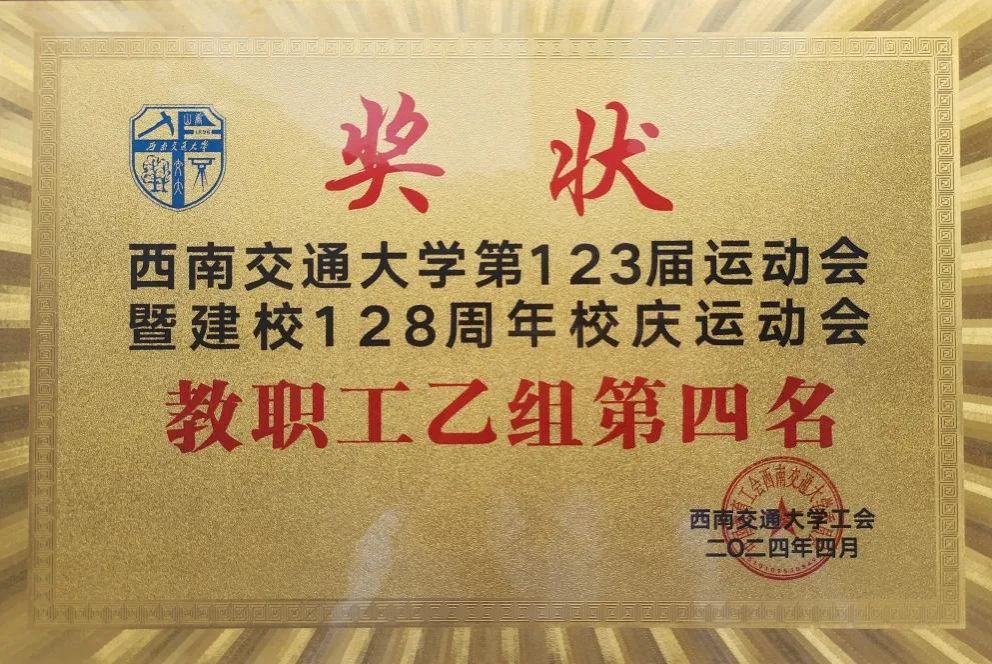 奖状
山海
1896
西南交通大学
西南交通大学第123届运动会
暨建校128周年校庆运动会
教职工乙组第四名
西南交通大学工会
二〇二四年四月